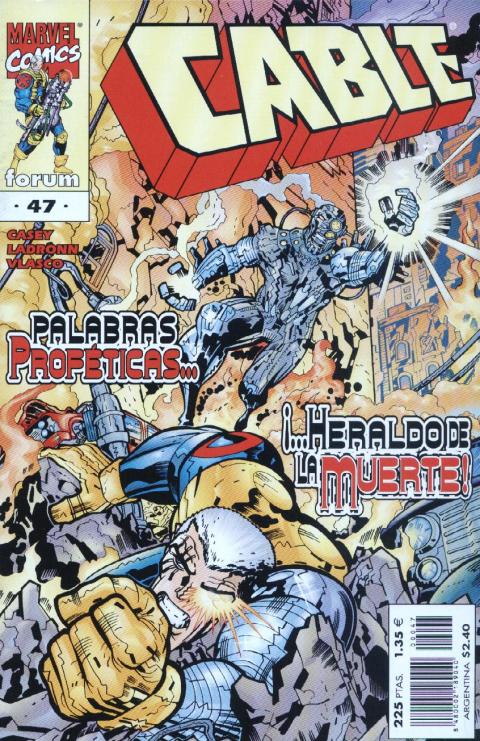 MARVEL
COMICS
CABLE
forum
· 47 ·
CASEY
LADRONN
VLASCO
PALABRAS
PROFÉTICAS...
¡...HERALDO DE
LA MUERTE!
00047
225 PTAS. 1.35 €
ARGENTINA $2.40